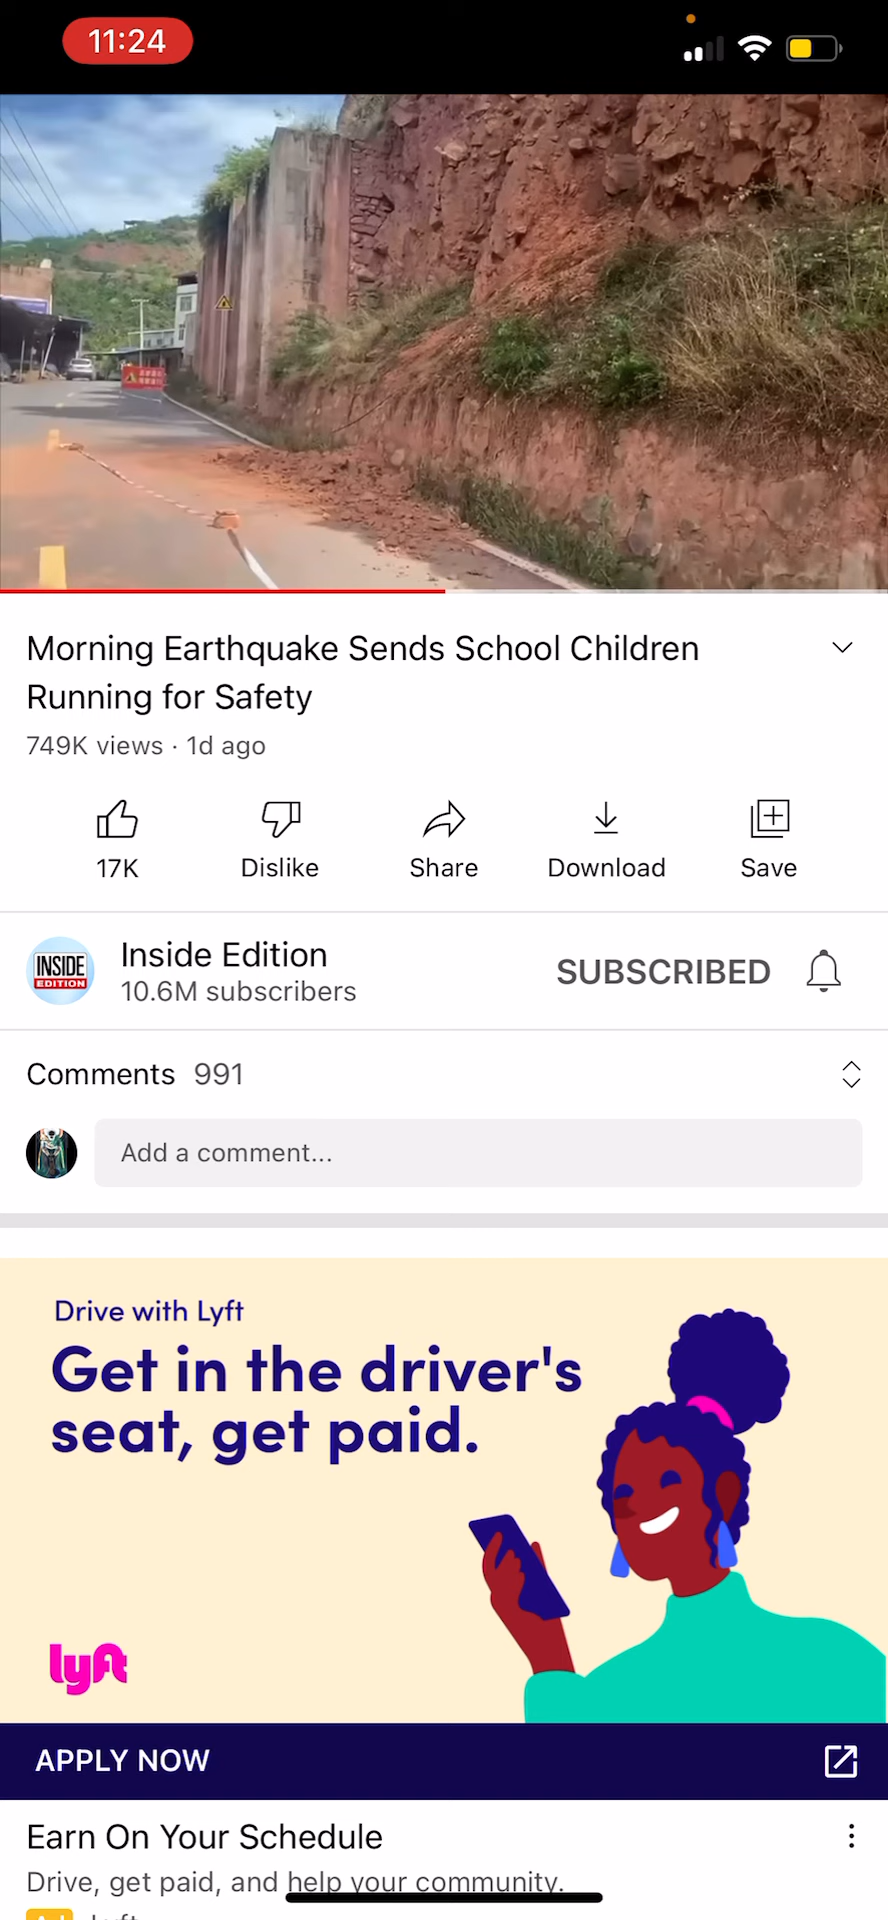 11:24
Morning Earthquake Sends School Children
Running for Safety
749K views · 1d ago
17K
Dislike
Share
Download
Save
INSIDE
EDITION
Inside Edition
10.6M subscribers
SUBSCRIBED
Comments 991
Add a comment...
Drive with Lyft
Get in the driver's
seat, get paid.
lyft
APPLY NOW
Earn On Your Schedule
Drive, get paid, and help your community.